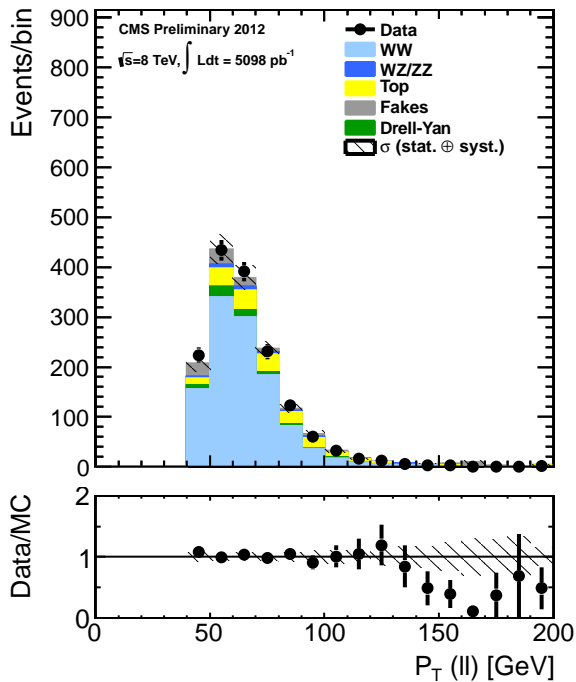 CMS Preliminary 2012
√s=8 TeV, ∫ Ldt = 5098 pb⁻¹
Data
WW
WZ/ZZ
Top
Fakes
Drell-Yan
σ (stat. ⊕ syst.)
Events/bin
900
800
700
600
500
400
300
200
100
0
Data/MC
2
1
0
0 50 100 150 200
P_T (ll) [GeV]